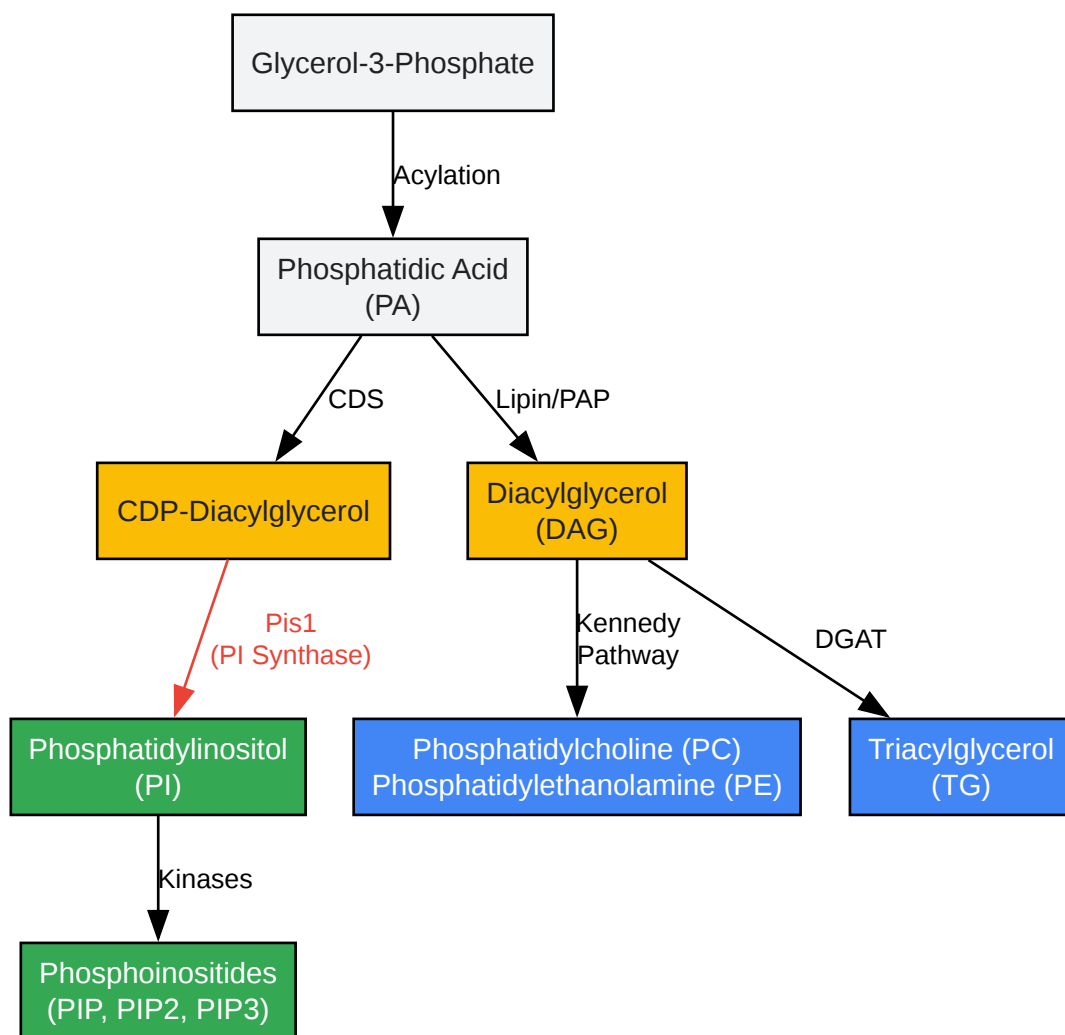 Glycerol-3-Phosphate
Acylation
Phosphatidic Acid
(PA)
CDS
Lipin/PAP
CDP-Diacylglycerol
Diacylglycerol
(DAG)
Pis1
(PI Synthase)
Kennedy
Pathway
DGAT
Phosphatidylinositol
(PI)
Phosphatidylcholine (PC)
Phosphatidylethanolamine (PE)
Triacylglycerol
(TG)
Kinases
Phosphoinositides
(PIP, PIP2, PIP3)